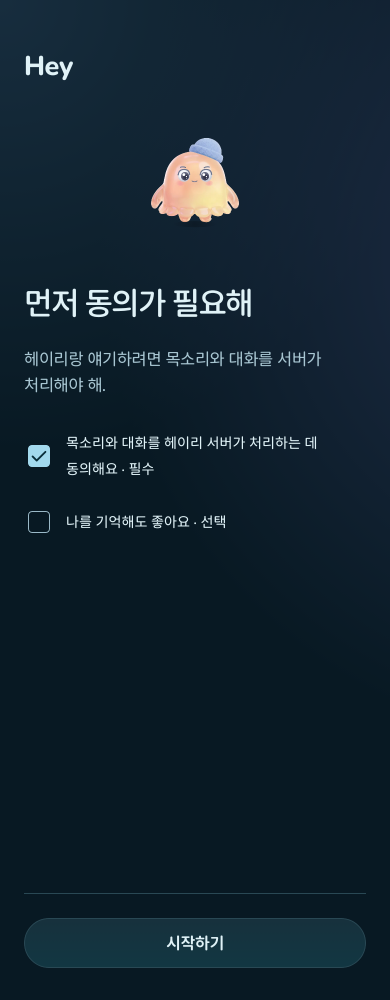 Hey
먼저 동의가 필요해
헤이리랑 얘기하려면 목소리와 대화를 서버가
처리해야 해.
목소리와 대화를 헤이리 서버가 처리하는 데
동의해요 · 필수
나를 기억해도 좋아요 · 선택
시작하기